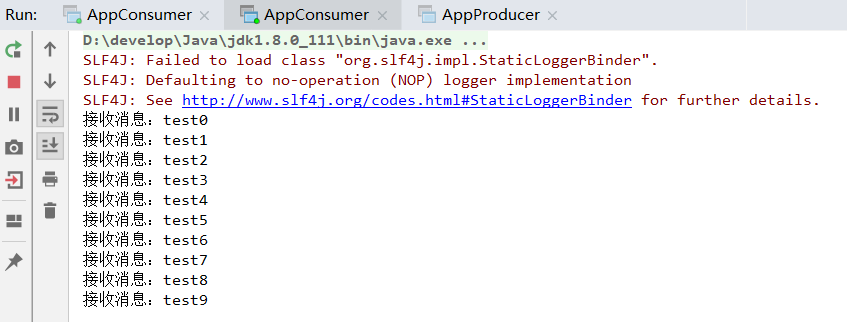 Run: AppConsumer AppConsumer AppProducer
D:\develop\Java\jdk1.8.0_111\bin\java.exe ...
SLF4J: Failed to load class "org.slf4j.impl.StaticLoggerBinder".
SLF4J: Defaulting to no-operation (NOP) logger implementation
SLF4J: See http://www.slf4j.org/codes.html#StaticLoggerBinder for further details.
接收消息：test0
接收消息：test1
接收消息：test2
接收消息：test3
接收消息：test4
接收消息：test5
接收消息：test6
接收消息：test7
接收消息：test8
接收消息：test9